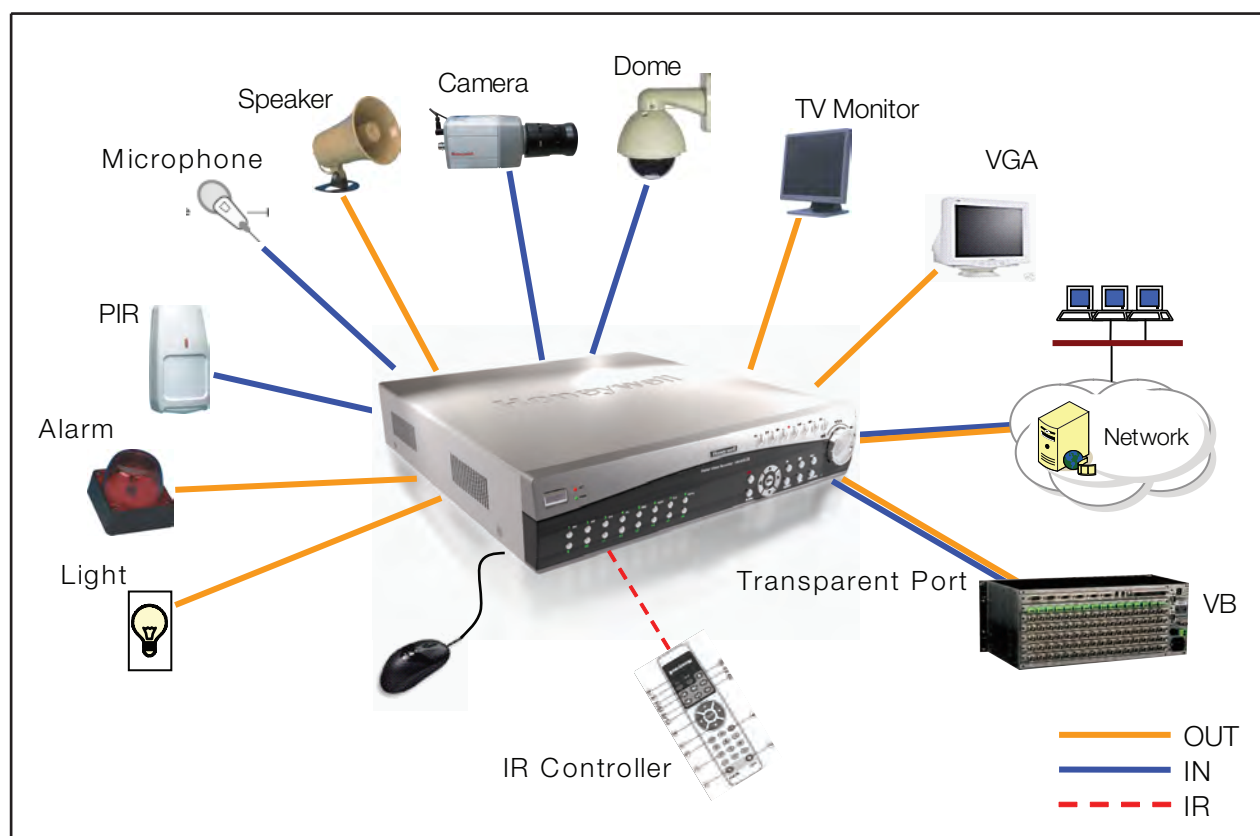 Dome
Camera
Speaker
TV Monitor
Microphone
VGA
PIR
Honeywell
Network
Alarm
Light
Transparent Port
VB
IR Controller
OUT
IN
IR